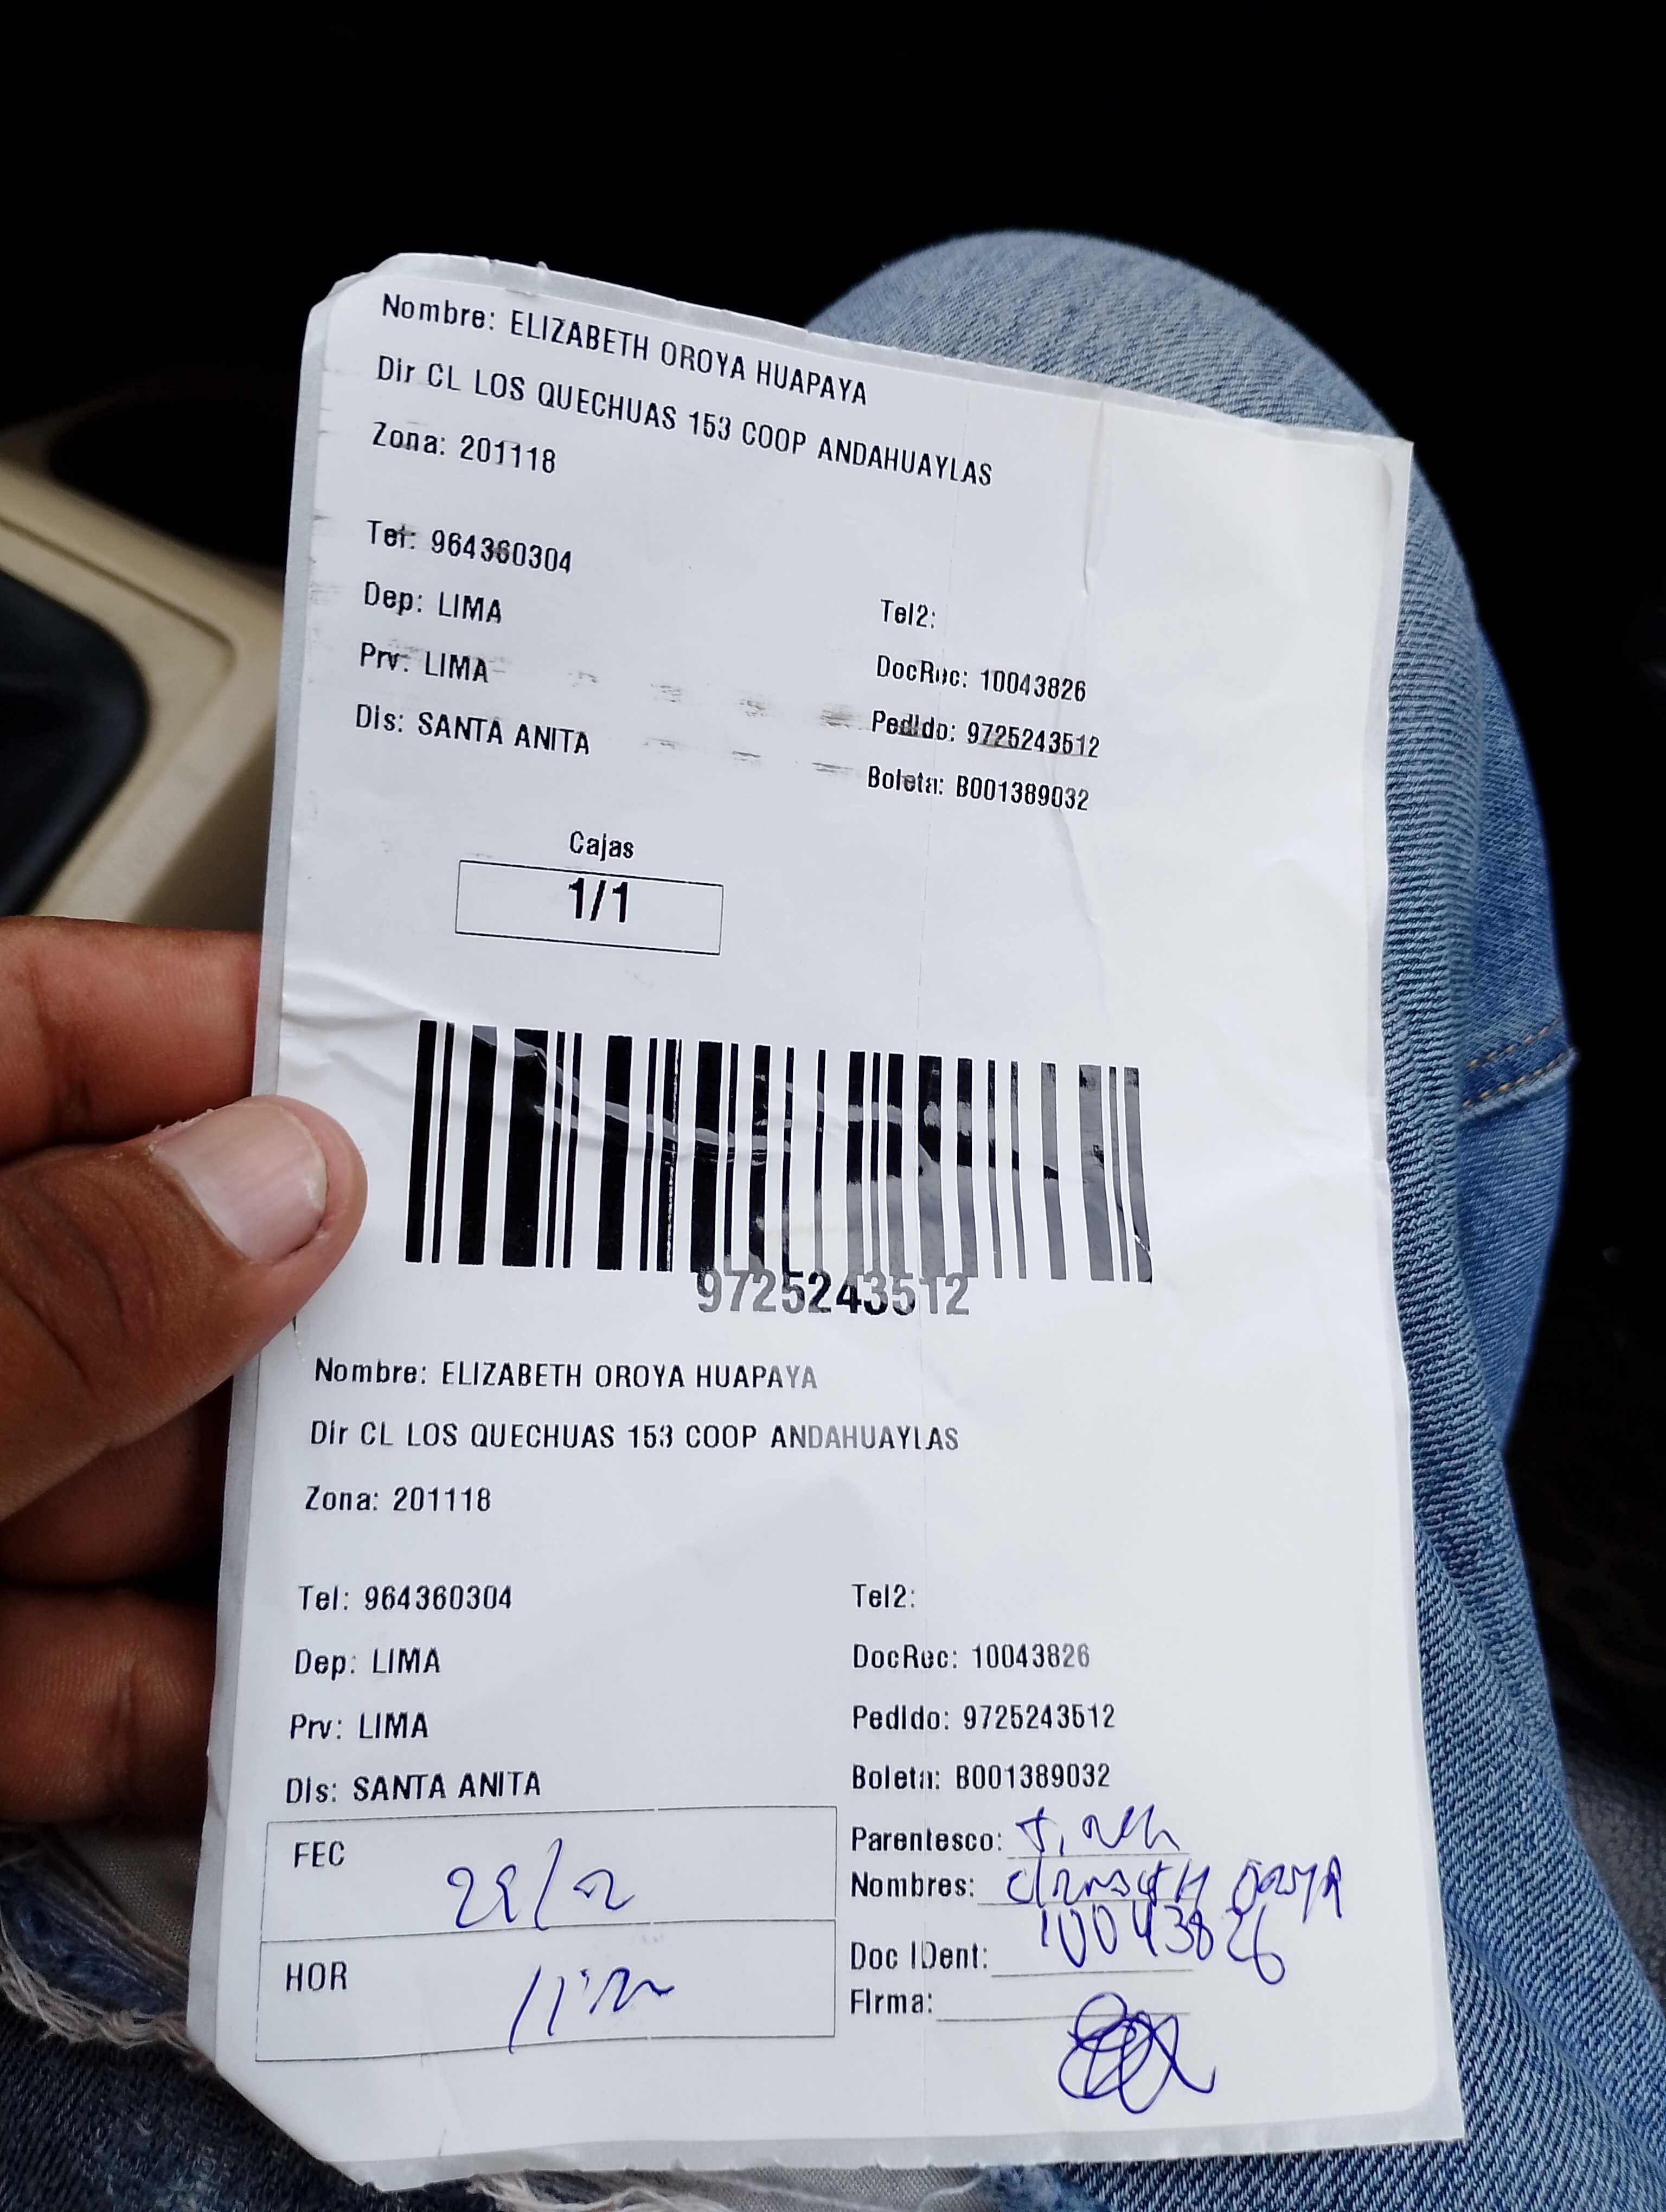 Nombre: ELIZABETH OROYA HUAPAYA
Dir CL LOS QUECHUAS 153 COOP ANDAHUAYLAS
Zona: 201118
Tel: 964360304
Dep: LIMA
Tel2:
Prv: LIMA
DocRec: 10043826
Dis: SANTA ANITA
Pedido: 9725243512
Boleta: B001389032
Cajas
1/1
9725243512
Nombre: ELIZABETH OROYA HUAPAYA
Dir CL LOS QUECHUAS 153 COOP ANDAHUAYLAS
Zona: 201118
Tel: 964360304
Tel2:
Dep: LIMA
DocRec: 10043826
Prv: LIMA
Pedido: 9725243512
Dis: SANTA ANITA
Boleta: B001389032
FEC
Parentesco:
Nombres:
HOR
Doc IDent: 10043826
Firma: